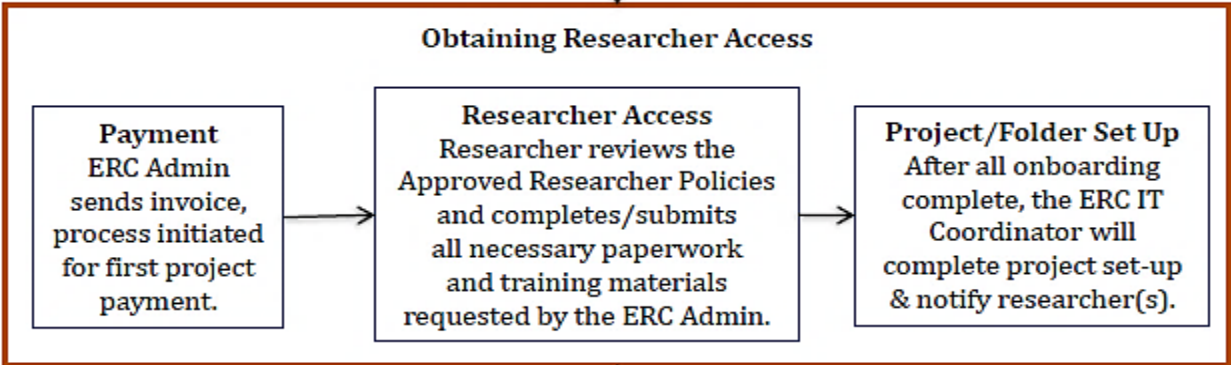 Obtaining Researcher Access
Payment
ERC Admin
sends invoice,
process initiated
for first project
payment.
Researcher Access
Researcher reviews the
Approved Researcher Policies
and completes/submits
all necessary paperwork
and training materials
requested by the ERC Admin.
Project/Folder Set Up
After all onboarding
complete, the ERC IT
Coordinator will
complete project set-up
& notify researcher(s).